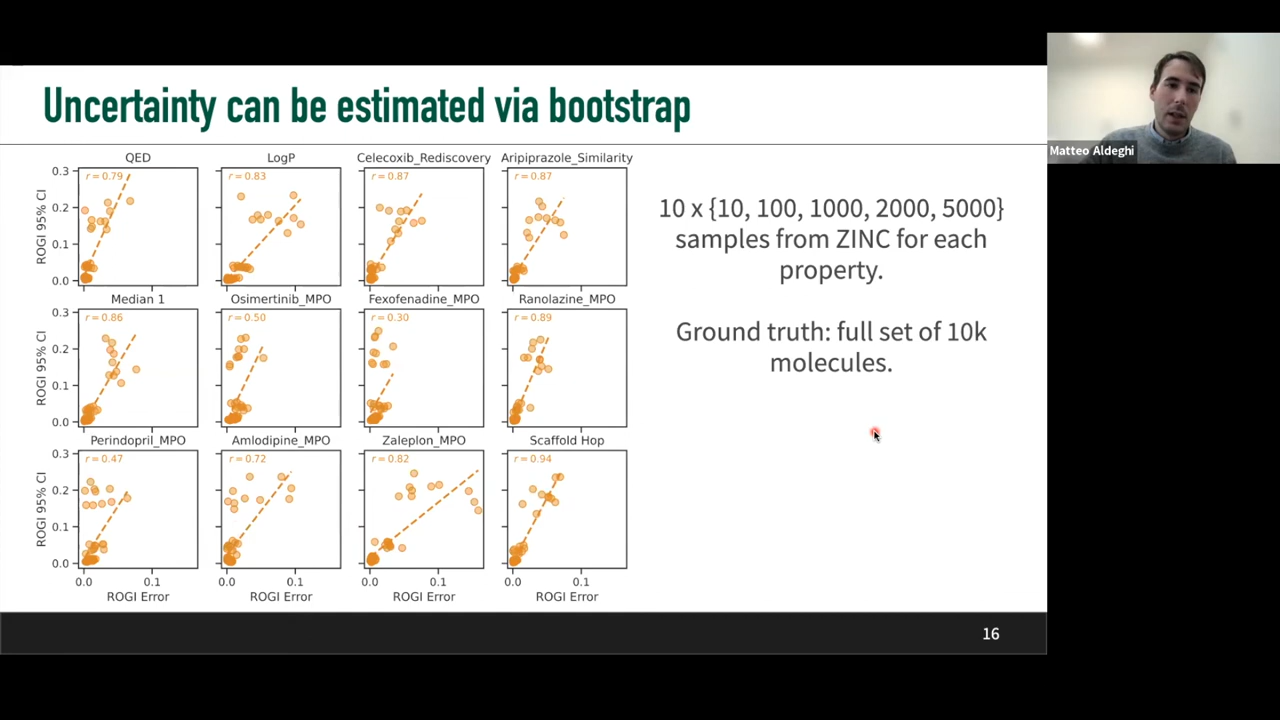 Uncertainty can be estimated via bootstrap
Matteo Aldeghi
QED
LogP
Celecoxib_Rediscovery
Aripiprazole_Similarity
0.3
0.2
0.1
0.0
ROGI 95% CI
r = 0.79
r = 0.83
r = 0.87
r = 0.87
Median 1
Osimertinib_MPO
Fexofenadine_MPO
Ranolazine_MPO
0.3
0.2
0.1
0.0
ROGI 95% CI
r = 0.86
r = 0.50
r = 0.30
r = 0.89
Perindopril_MPO
Amlodipine_MPO
Zaleplon_MPO
Scaffold Hop
0.3
0.2
0.1
0.0
ROGI 95% CI
r = 0.47
r = 0.72
r = 0.82
r = 0.94
0.0 0.1
0.0 0.1
0.0 0.1
0.0 0.1
ROGI Error
ROGI Error
ROGI Error
ROGI Error
10 x {10, 100, 1000, 2000, 5000}
samples from ZINC for each
property.
Ground truth: full set of 10k
molecules.
16